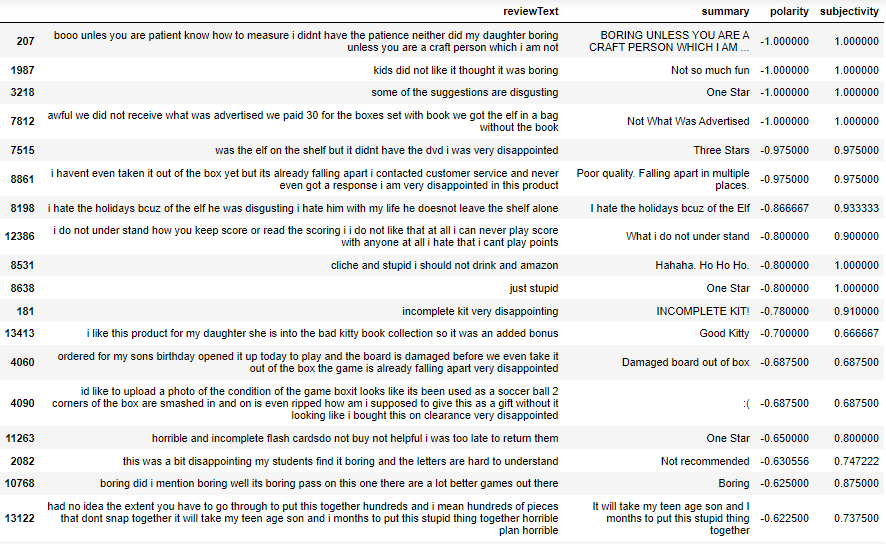 reviewText summary polarity subjectivity
207 booo unles you are patient know how to measure i didnt have the patience neither did my daughter boring BORING UNLESS YOU ARE A -1.000000 1.000000
unless you are a craft person which i am not CRAFT PERSON WHICH I AM ...
1987 kids did not like it thought it was boring Not so much fun -1.000000 1.000000
3218 some of the suggestions are disgusting One Star -1.000000 1.000000
7812 awful we did not receive what was advertised we paid 30 for the boxes set with book we got the elf in a bag Not What Was Advertised -1.000000 1.000000
without the book
7515 was the elf on the shelf but it didnt have the dvd i was very disappointed Three Stars -0.975000 0.975000
8861 i havent even taken it out of the box yet but its already falling apart i contacted customer service and never Poor quality. Falling apart in multiple -0.975000 0.975000
even got a response i am very disappointed in this product places.
8198 i hate the holidays bcuz of the elf he was disgusting i hate him with my life he doesnot leave the shelf alone I hate the holidays bcuz of the Elf -0.866667 0.933333
12386 i do not under stand how you keep score or read the scoring i i do not like that at all i can never play score What i do not under stand -0.800000 0.900000
with anyone at all i hate that i cant play points
8531 cliche and stupid i should not drink and amazon Hahaha. Ho Ho Ho. -0.800000 1.000000
8638 just stupid One Star -0.800000 1.000000
181 incomplete kit very disappointing INCOMPLETE KIT! -0.780000 0.910000
13413 i like this product for my daughter she is into the bad kitty book collection so it was an added bonus Good Kitty -0.700000 0.666667
4060 ordered for my sons birthday opened it up today to play and the board is damaged before we even take it Damaged board out of box -0.687500 0.687500
out of the box the game is already falling apart very disappointed
4090 id like to upload a photo of the condition of the game boxit looks like its been used as a soccer ball 2 :( -0.687500 0.687500
corners of the box are smashed in and on is even ripped how am i supposed to give this as a gift without it
looking like i bought this on clearance very disappointed
11263 horrible and incomplete flash cardsdo not buy not helpful i was too late to return them One Star -0.650000 0.800000
2082 this was a bit disappointing my students find it boring and the letters are hard to understand Not recommended -0.630556 0.747222
10768 boring did i mention boring well its boring pass on this one there are a lot better games out there Boring -0.625000 0.875000
13122 had no idea the extent you have to go through to put this together hundreds and i mean hundreds of pieces It will take my teen age son and I -0.622500 0.737500
that dont snap together it will take my teen age son and i months to put this stupid thing together horrible months to put this stupid thing
plan horrible together